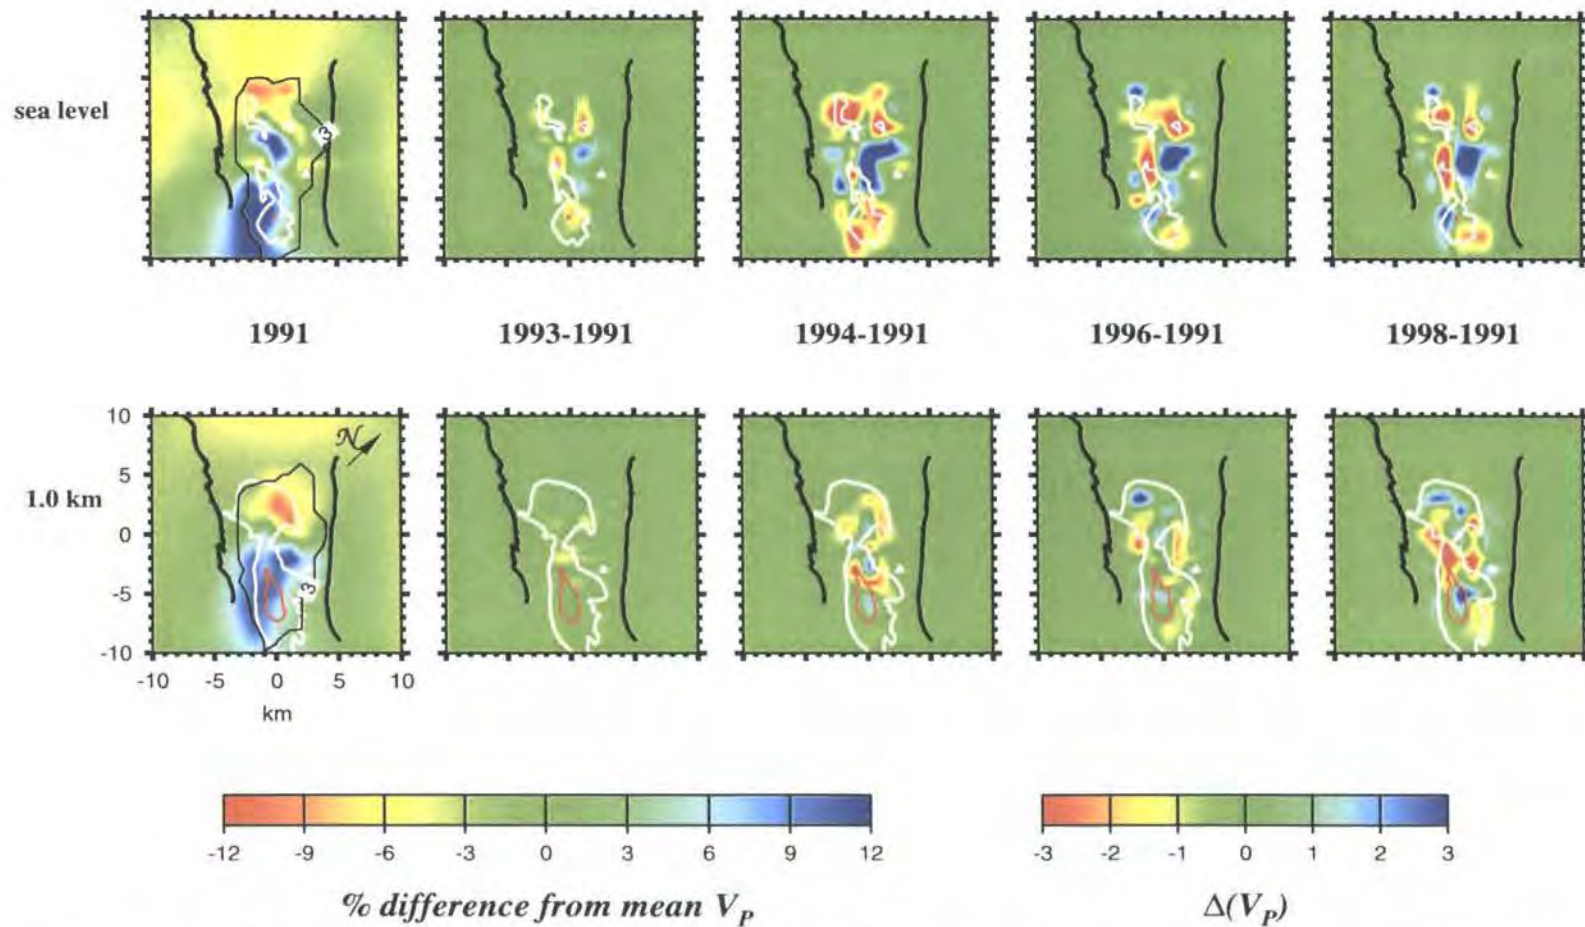 sea level
3
1991 1993-1991 1994-1991 1996-1991 1998-1991
1.0 km
10
5
0
-5
-10
N
3
-10 -5 0 5 10
km
-12 -9 -6 -3 0 3 6 9 12
% difference from mean VP
-3 -2 -1 0 1 2 3
Δ(VP)